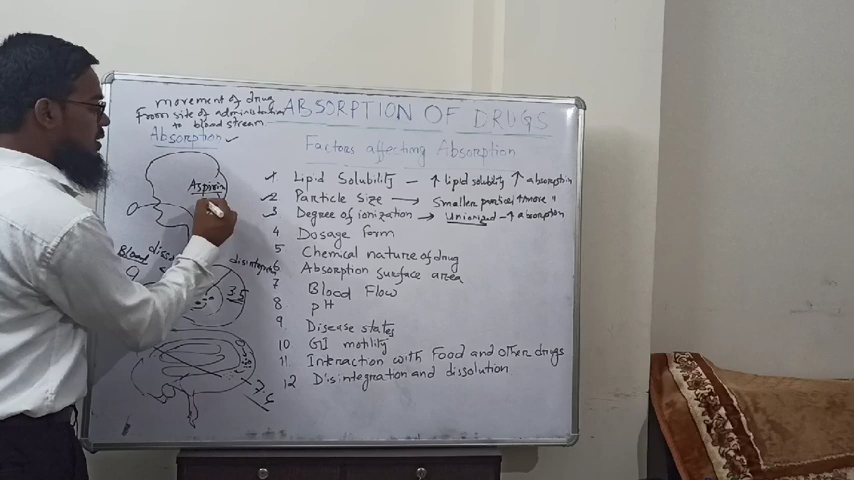 movement of drug
From site of administration
to blood stream
ABSORPTION OF DRUGS
Absorption
Factors affecting Absorption
1 Lipid Solubility - ↑ lipid solubility ↑ absorption
2 Particle Size → Smaller particel ↑ more "
3 Degree of ionization → Unionized - ↑ absorption
4 Dosage form
5 Chemical nature of drug
6 Absorption surface area
7 Blood Flow
8 pH
9 Disease states
10 GI motility
11 Interaction with Food and other drugs
12 Disintegration and dissolution
Aspirin
Blood
3.5